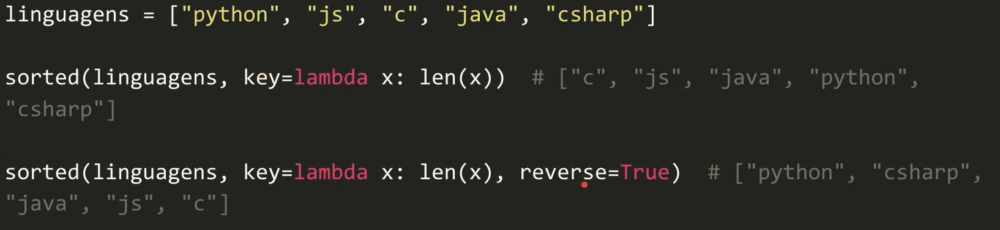 linguagens = ["python", "js", "c", "java", "csharp"]
sorted(linguagens, key=lambda x: len(x))  # ["c", "js", "java", "python",
"csharp"]
sorted(linguagens, key=lambda x: len(x), reverse=True)  # ["python", "csharp",
"java", "js", "c"]